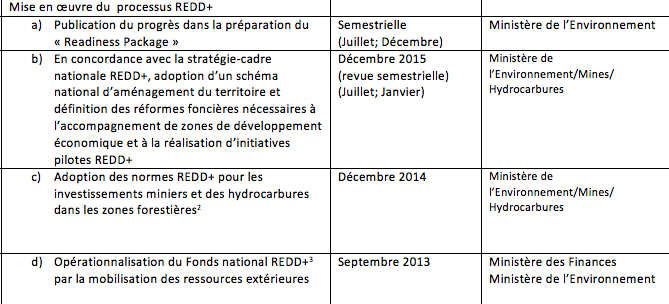 Mise en œuvre du processus REDD+
a) Publication du progrès dans la préparation du
« Readiness Package »
Semestrielle
(Juillet; Décembre)
Ministère de l'Environnement
b) En concordance avec la stratégie-cadre
nationale REDD+, adoption d'un schéma
national d'aménagement du territoire et
définition des réformes foncières nécessaires à
l'accompagnement de zones de développement
économique et à la réalisation d'initiatives
pilotes REDD+
Décembre 2015
(revue semestrielle)
(Juillet; Janvier)
Ministère de
l'Environnement/Mines/
Hydrocarbures
c) Adoption des normes REDD+ pour les
investissements miniers et des hydrocarbures
dans les zones forestières²
Décembre 2014
Ministère de
l'Environnement/Mines/
Hydrocarbures
d) Opérationnalisation du Fonds national REDD+³
par la mobilisation des ressources extérieures
Septembre 2013
Ministère des Finances
Ministère de l'Environnement